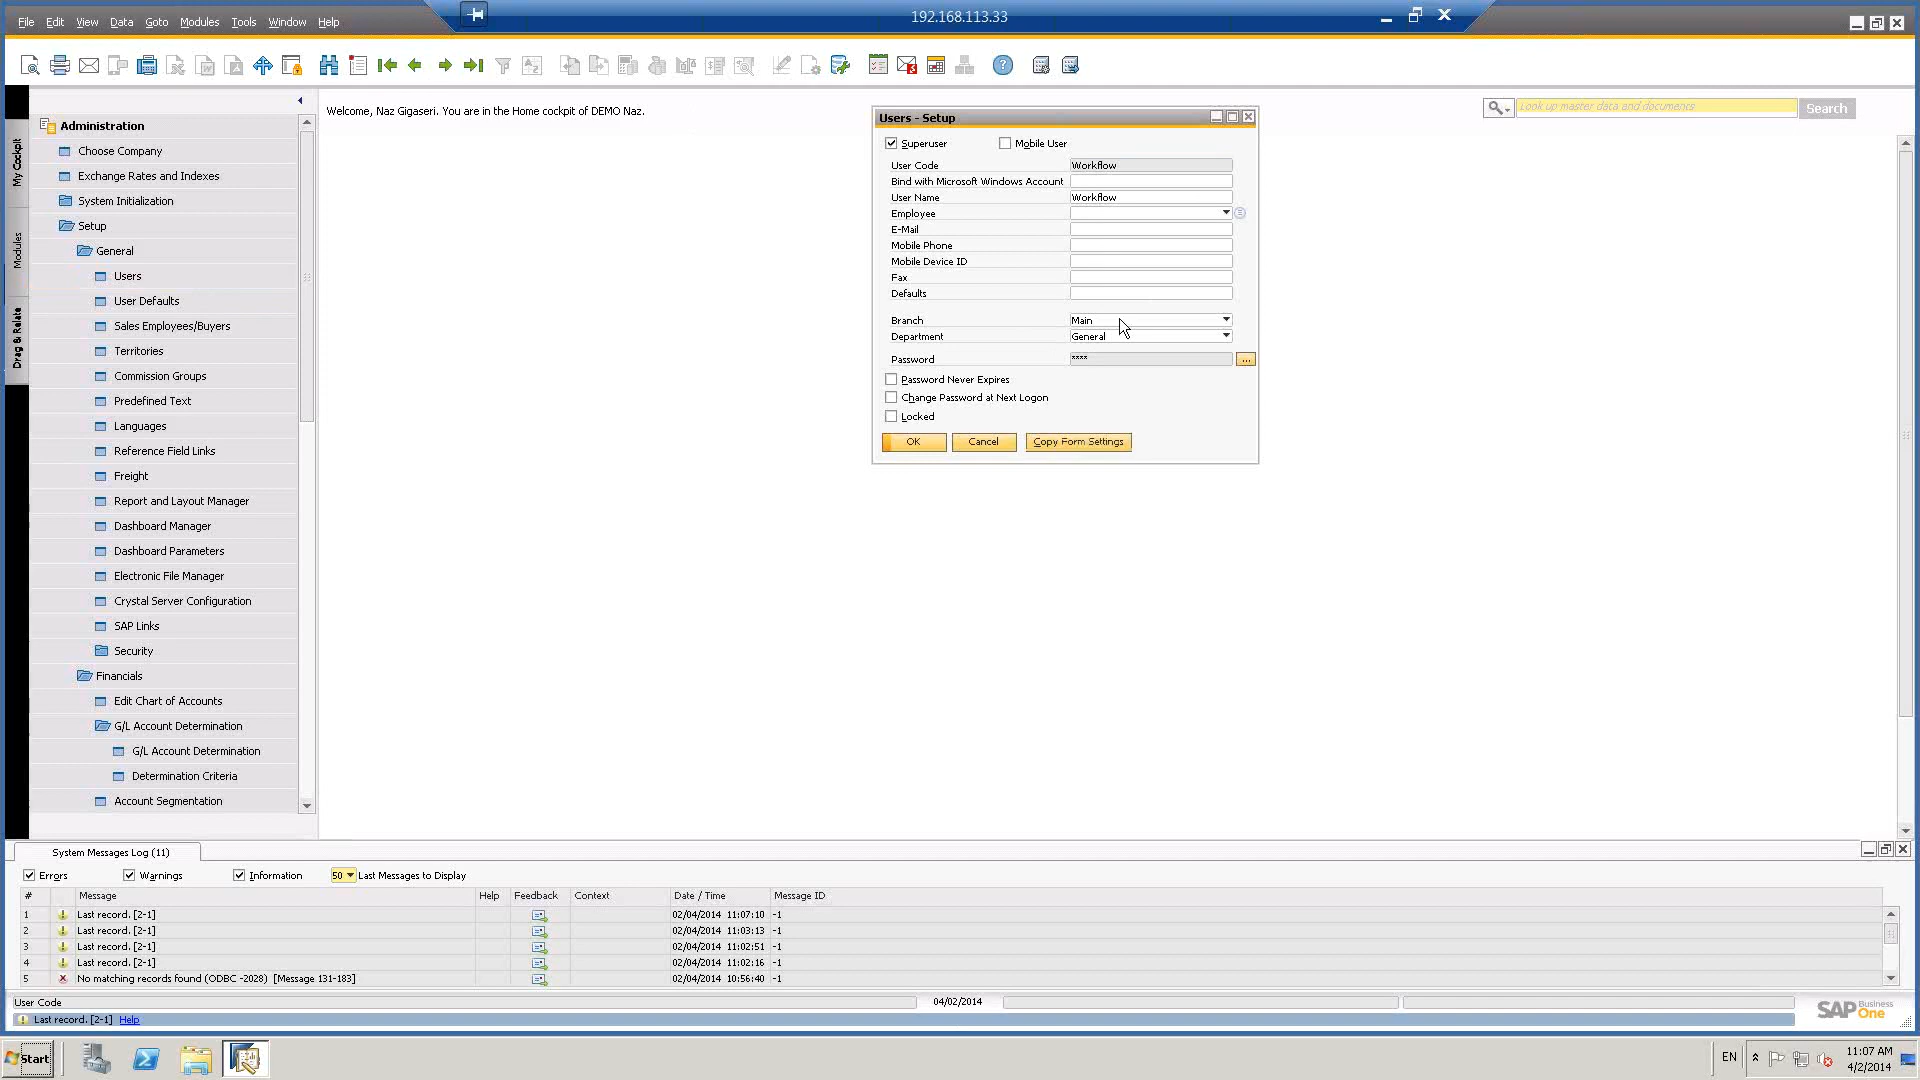 192.168.113.33
File Edit View Data Goto Modules Tools Window Help
Welcome, Naz Gigaseri. You are in the Home cockpit of DEMO Naz.
Look up master data and documents
Search
My Cockpit
Modules
Drag & Relate
Administration
Choose Company
Exchange Rates and Indexes
System Initialization
Setup
General
Users
User Defaults
Sales Employees/Buyers
Territories
Commission Groups
Predefined Text
Languages
Reference Field Links
Freight
Report and Layout Manager
Dashboard Manager
Dashboard Parameters
Electronic File Manager
Crystal Server Configuration
SAP Links
Security
Financials
Edit Chart of Accounts
G/L Account Determination
G/L Account Determination
Determination Criteria
Account Segmentation
Users - Setup
Superuser Mobile User
User Code Workflow
Bind with Microsoft Windows Account
User Name Workflow
Employee
E-Mail
Mobile Phone
Mobile Device ID
Fax
Defaults
Branch Main
Department General
Password **** ...
Password Never Expires
Change Password at Next Logon
Locked
OK Cancel Copy Form Settings
System Messages Log (11)
Errors Warnings Information 50 Last Messages to Display
# Message Help Feedback Context Date / Time Message ID
1 Last record. [2-1] 02/04/2014 11:07:10 -1
2 Last record. [2-1] 02/04/2014 11:03:13 -1
3 Last record. [2-1] 02/04/2014 11:02:51 -1
4 Last record. [2-1] 02/04/2014 11:02:16 -1
5 No matching records found (ODBC -2028) [Message 131-183] 02/04/2014 10:56:40 -1
User Code 04/02/2014
Last record. [2-1] Help
SAP Business One
Start
EN
11:07 AM
4/2/2014